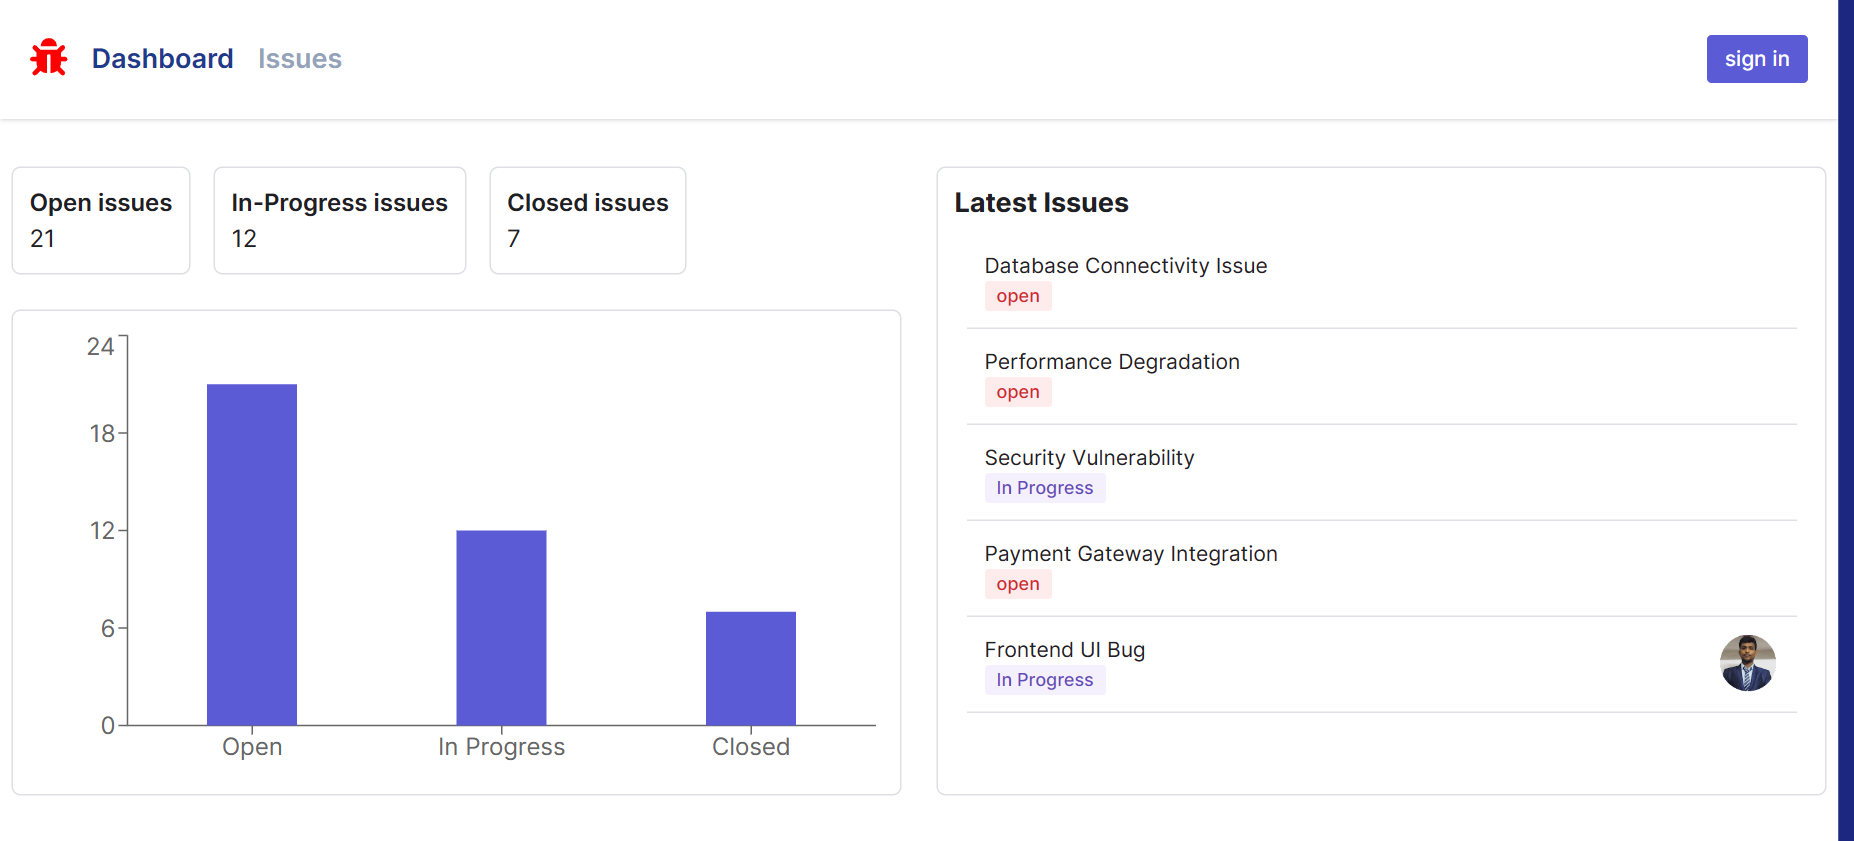 Dashboard Issues
sign in
Open issues
21
In-Progress issues
12
Closed issues
7
24
18
12
6
0
Open In Progress Closed
Latest Issues
Database Connectivity Issue
open
Performance Degradation
open
Security Vulnerability
In Progress
Payment Gateway Integration
open
Frontend UI Bug
In Progress